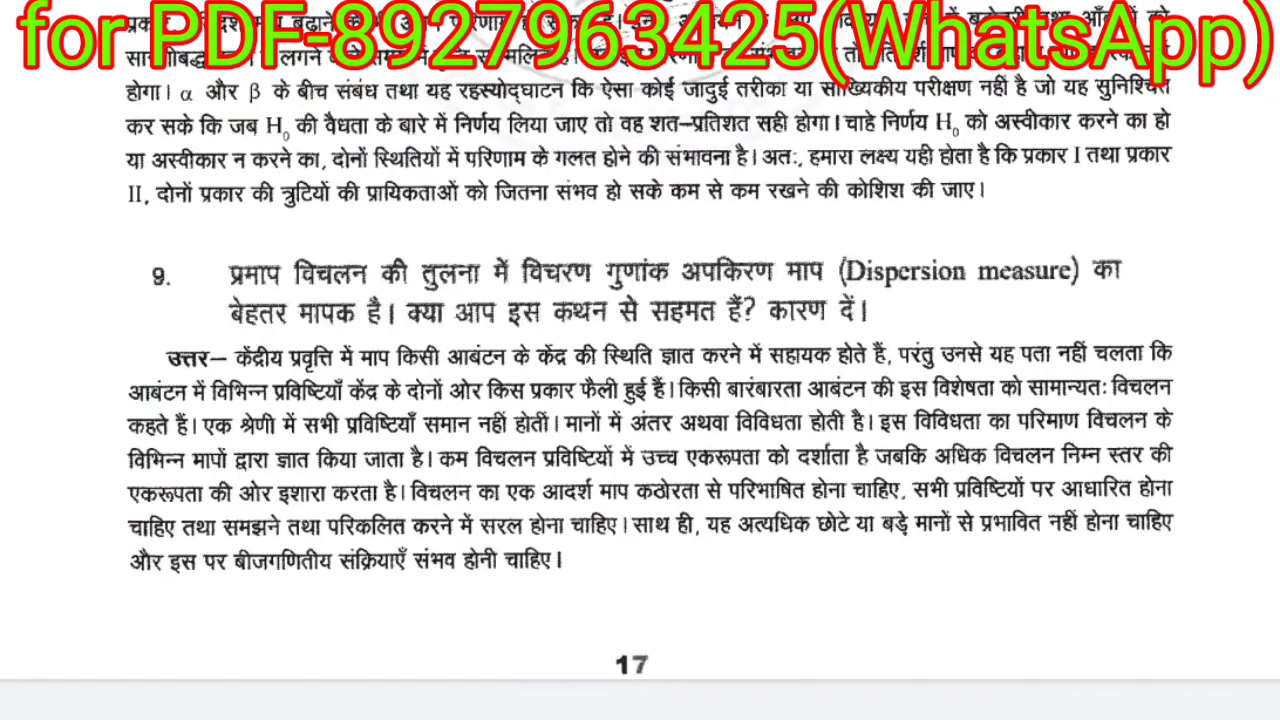 for PDF-8927963425(WhatsApp)
होगा। α और β के बीच संबंध तथा यह रहस्योद्घाटन कि ऐसा कोई जादुई तरीका या सांख्यिकीय परीक्षण नहीं है जो यह सुनिश्चित
कर सके कि जब H₀ की वैधता के बारे में निर्णय लिया जाए तो वह शत–प्रतिशत सही होगा। चाहे निर्णय H₀ को अस्वीकार करने का हो
या अस्वीकार न करने का, दोनों स्थितियों में परिणाम के गलत होने की संभावना है। अतः, हमारा लक्ष्य यही होता है कि प्रकार I तथा प्रकार
II, दोनों प्रकार की त्रुटियों की प्रायिकताओं को जितना संभव हो सके कम से कम रखने की कोशिश की जाए।
9. प्रमाप विचलन की तुलना में विचरण गुणांक अपकिरण माप (Dispersion measure) का
बेहतर मापक है। क्या आप इस कथन से सहमत हैं? कारण दें।
उत्तर– केंद्रीय प्रवृत्ति में माप किसी आबंटन के केंद्र की स्थिति ज्ञात करने में सहायक होते हैं, परंतु उनसे यह पता नहीं चलता कि
आबंटन में विभिन्न प्रविष्टियाँ केंद्र के दोनों ओर किस प्रकार फैली हुई हैं। किसी बारंबारता आबंटन की इस विशेषता को सामान्यतः विचलन
कहते हैं। एक श्रेणी में सभी प्रविष्टियाँ समान नहीं होतीं। मानों में अंतर अथवा विविधता होती है। इस विविधता का परिमाण विचलन के
विभिन्न मापों द्वारा ज्ञात किया जाता है। कम विचलन प्रविष्टियों में उच्च एकरूपता को दर्शाता है जबकि अधिक विचलन निम्न स्तर की
एकरूपता की ओर इशारा करता है। विचलन का एक आदर्श माप कठोरता से परिभाषित होना चाहिए, सभी प्रविष्टियों पर आधारित होना
चाहिए तथा समझने तथा परिकलित करने में सरल होना चाहिए। साथ ही, यह अत्यधिक छोटे या बड़े मानों से प्रभावित नहीं होना चाहिए
और इस पर बीजगणितीय संक्रियाएँ संभव होनी चाहिए।
17